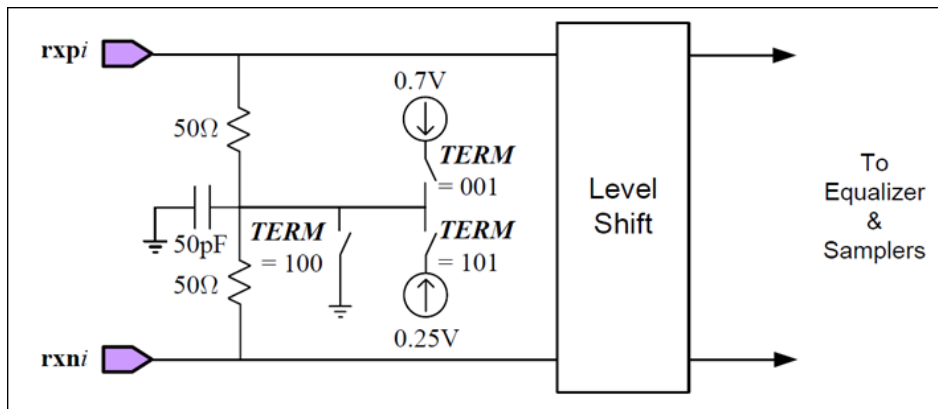 rxpi
0.7V
50Ω
TERM
= 001
Level
Shift
To
Equalizer
&
Samplers
50pF
TERM
= 100
TERM
= 101
50Ω
0.25V
rxni